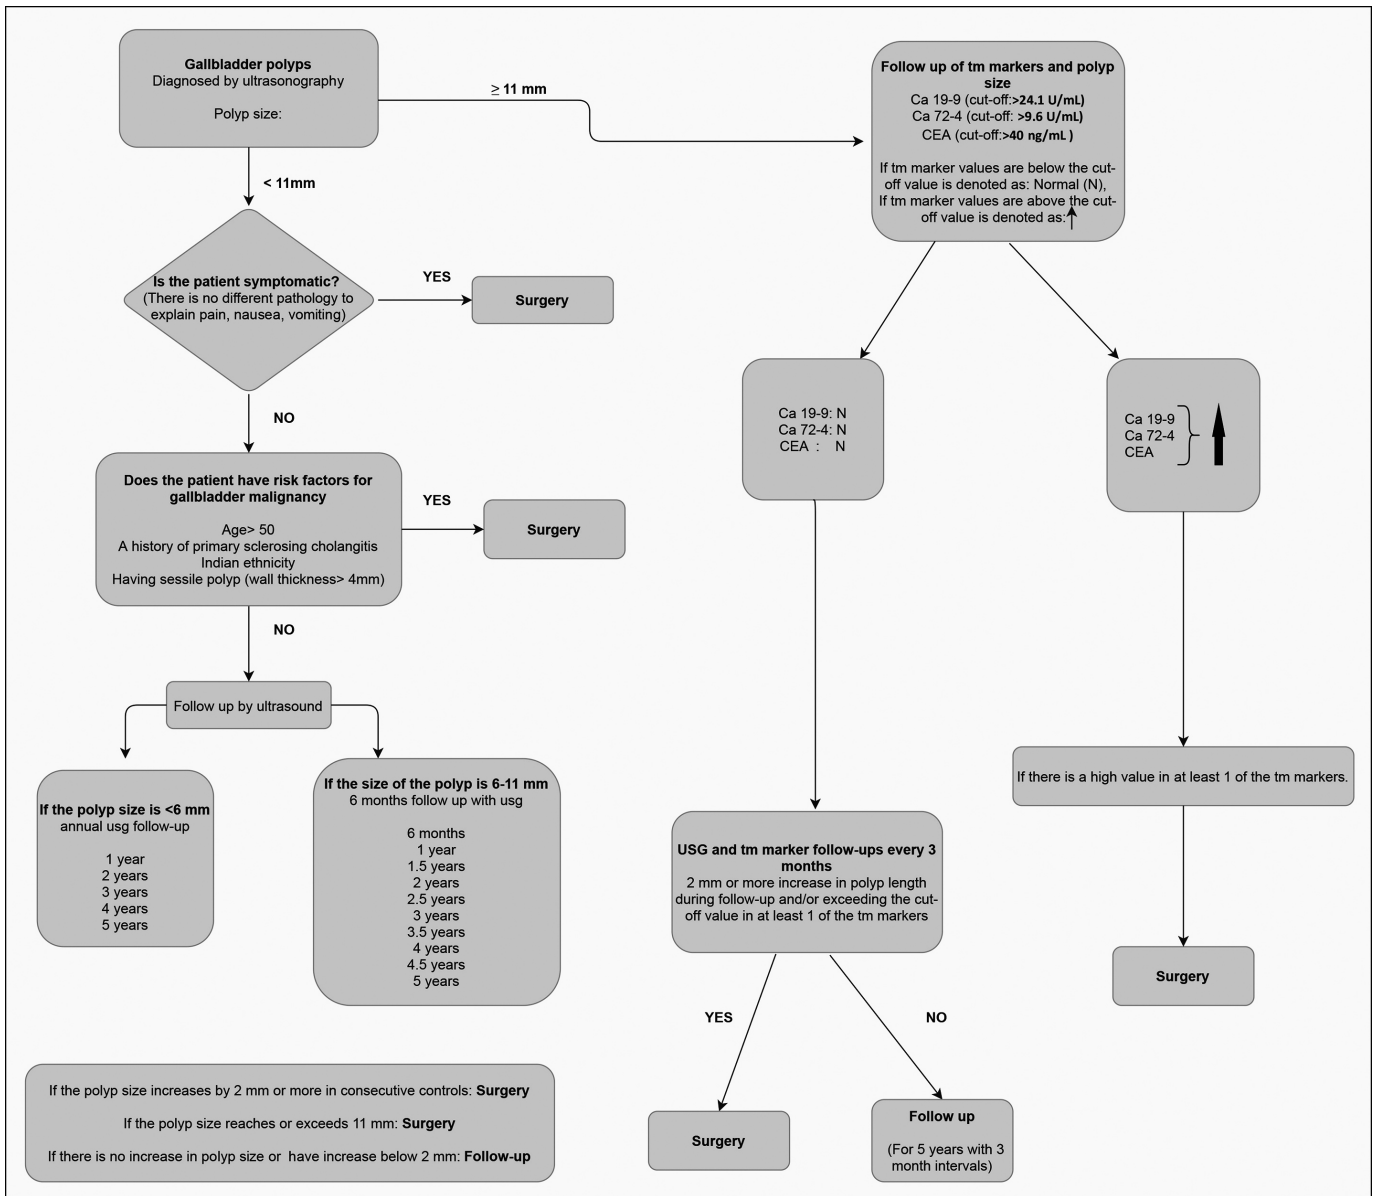 Gallbladder polyps
Diagnosed by ultrasonography
Polyp size:
≥ 11 mm
< 11mm
Is the patient symptomatic?
(There is no different pathology to
explain pain, nausea, vomiting)
YES
Surgery
NO
Does the patient have risk factors for
gallbladder malignancy
Age> 50
A history of primary sclerosing cholangitis
Indian ethnicity
Having sessile polyp (wall thickness> 4mm)
YES
Surgery
NO
Follow up by ultrasound
If the polyp size is <6 mm
annual usg follow-up
1 year
2 years
3 years
4 years
5 years
If the size of the polyp is 6-11 mm
6 months follow up with usg
6 months
1 year
1.5 years
2 years
2.5 years
3 years
3.5 years
4 years
4.5 years
5 years
If the polyp size increases by 2 mm or more in consecutive controls: Surgery
If the polyp size reaches or exceeds 11 mm: Surgery
If there is no increase in polyp size or have increase below 2 mm: Follow-up
Follow up of tm markers and polyp
size
Ca 19-9 (cut-off:>24.1 U/mL)
Ca 72-4 (cut-off: >9.6 U/mL)
CEA (cut-off:>40 ng/mL )
If tm marker values are below the cut-
off value is denoted as: Normal (N),
If tm marker values are above the cut-
off value is denoted as:↑
Ca 19-9: N
Ca 72-4: N
CEA : N
USG and tm marker follow-ups every 3
months
2 mm or more increase in polyp length
during follow-up and/or exceeding the cut-
off value in at least 1 of the tm markers
YES
Surgery
NO
Follow up
(For 5 years with 3
month intervals)
Ca 19-9
Ca 72-4
CEA
If there is a high value in at least 1 of the tm markers.
Surgery